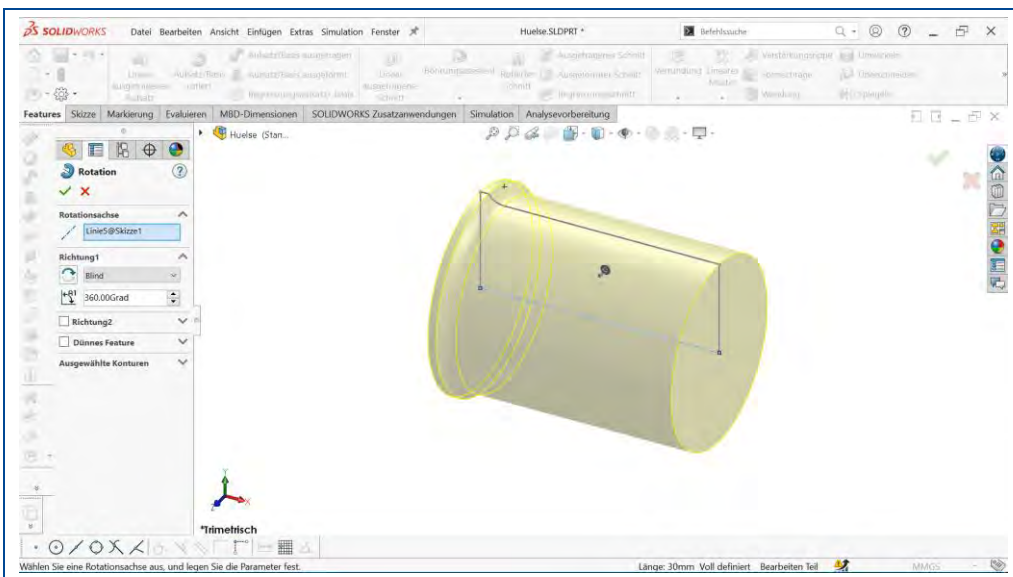 SOLIDWORKS Datei Bearbeiten Ansicht Einfügen Extras Simulation Fenster Huelse.SLDPRT * Befehlssuche
Features Skizze Markierung Evaluieren MBD-Dimensionen SOLIDWORKS Zusatzanwendungen Simulation Analysevorbereitung
Huelse (Stan...
Rotation
Rotationsachse
Linie5@Skizze1
Richtung1
Blind
360.00Grad
Richtung2
Dünnes Feature
Ausgewählte Konturen
*Trimetrisch
Wählen Sie eine Rotationsachse aus, und legen Sie die Parameter fest. Länge: 30mm Voll definiert Bearbeiten Teil MMGS